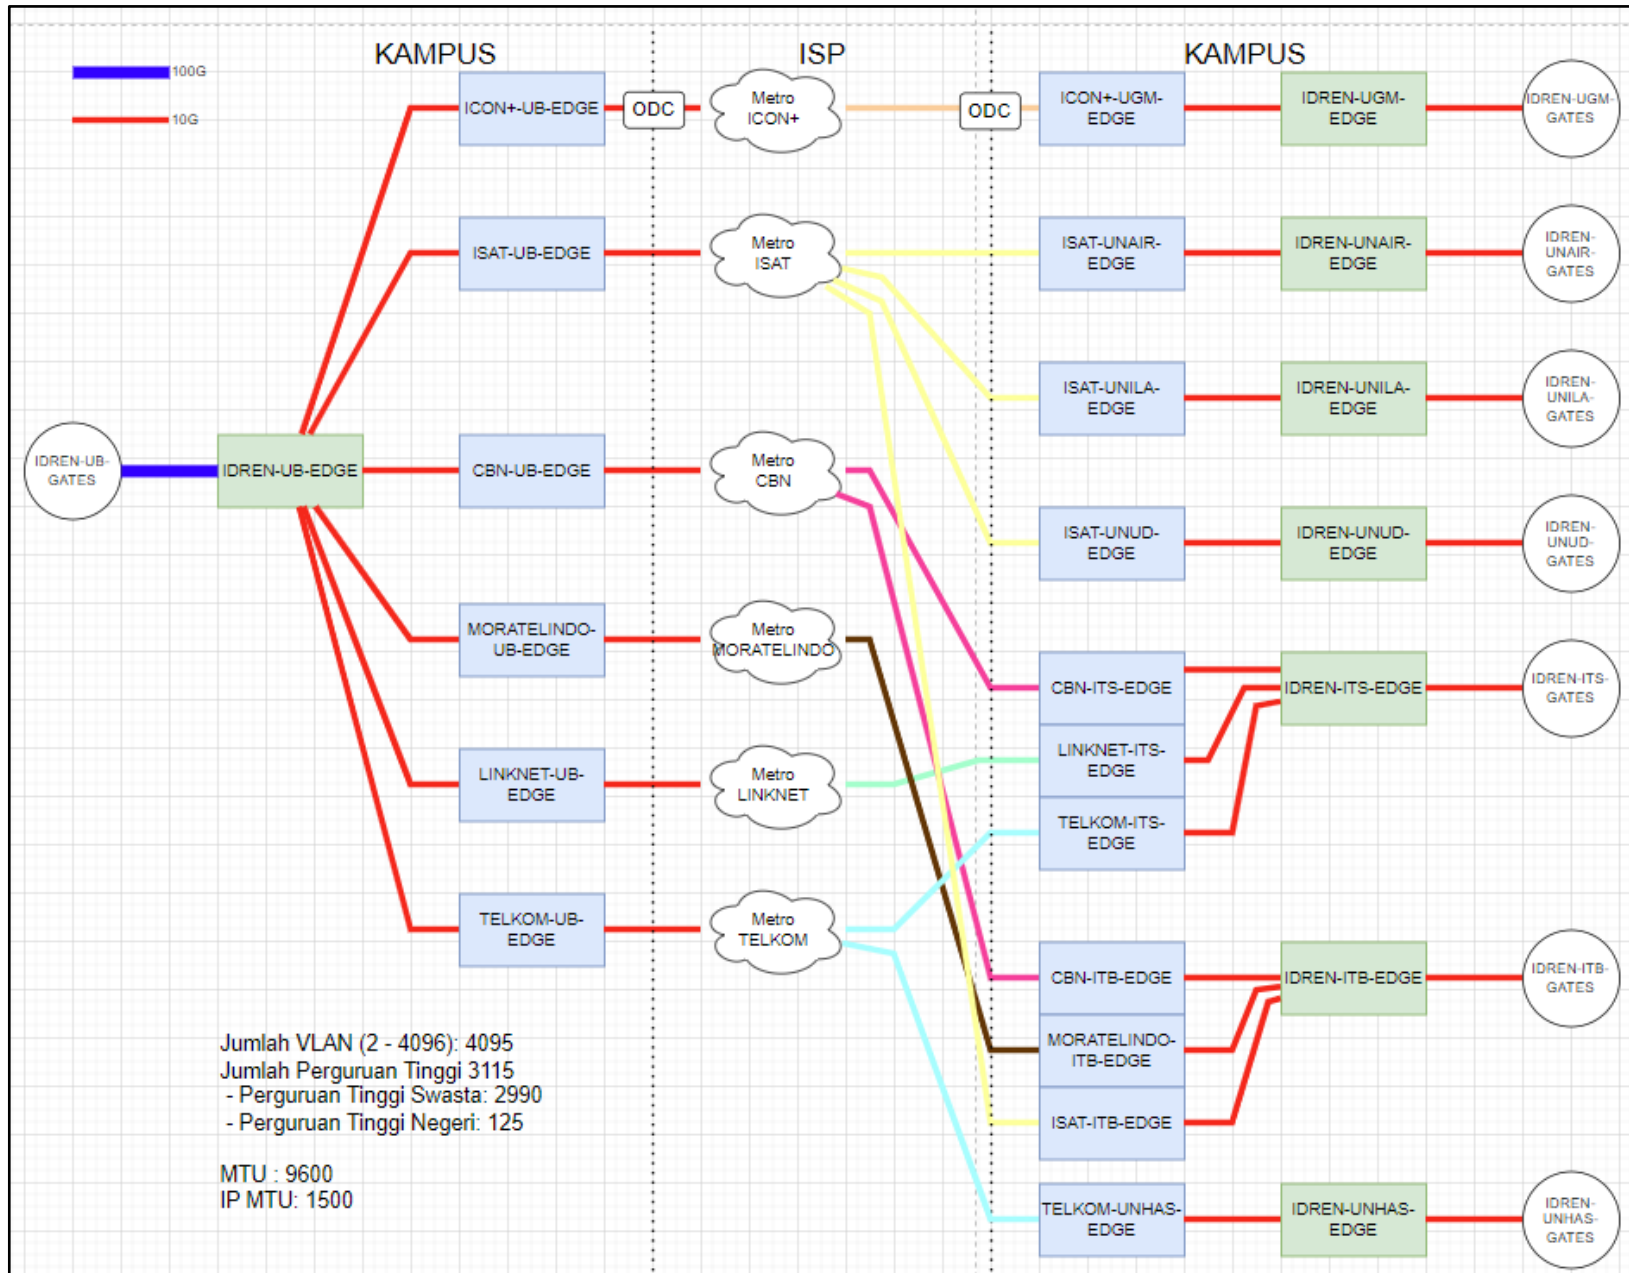 KAMPUS
ISP
KAMPUS
100G
10G
ICON+-UB-EDGE
ODC
Metro
ICON+
ODC
ICON+-UGM-
EDGE
IDREN-UGM-
EDGE
IDREN-UGM-
GATES
ISAT-UB-EDGE
Metro
ISAT
ISAT-UNAIR-
EDGE
IDREN-UNAIR-
EDGE
IDREN-
UNAIR-
GATES
ISAT-UNILA-
EDGE
IDREN-UNILA-
EDGE
IDREN-
UNILA-
GATES
IDREN-UB-
GATES
IDREN-UB-EDGE
CBN-UB-EDGE
Metro
CBN
ISAT-UNUD-
EDGE
IDREN-UNUD-
EDGE
IDREN-
UNUD-
GATES
MORATELINDO-
UB-EDGE
Metro
MORATELINDO
CBN-ITS-EDGE
IDREN-ITS-EDGE
IDREN-ITS-
GATES
LINKNET-UB-
EDGE
Metro
LINKNET
LINKNET-ITS-
EDGE
TELKOM-ITS-
EDGE
TELKOM-UB-
EDGE
Metro
TELKOM
CBN-ITB-EDGE
IDREN-ITB-EDGE
IDREN-ITB-
GATES
MORATELINDO-
ITB-EDGE
ISAT-ITB-EDGE
TELKOM-UNHAS-
EDGE
IDREN-UNHAS-
EDGE
IDREN-
UNHAS-
GATES
Jumlah VLAN (2 - 4096): 4095
Jumlah Perguruan Tinggi 3115
- Perguruan Tinggi Swasta: 2990
- Perguruan Tinggi Negeri: 125
MTU : 9600
IP MTU: 1500